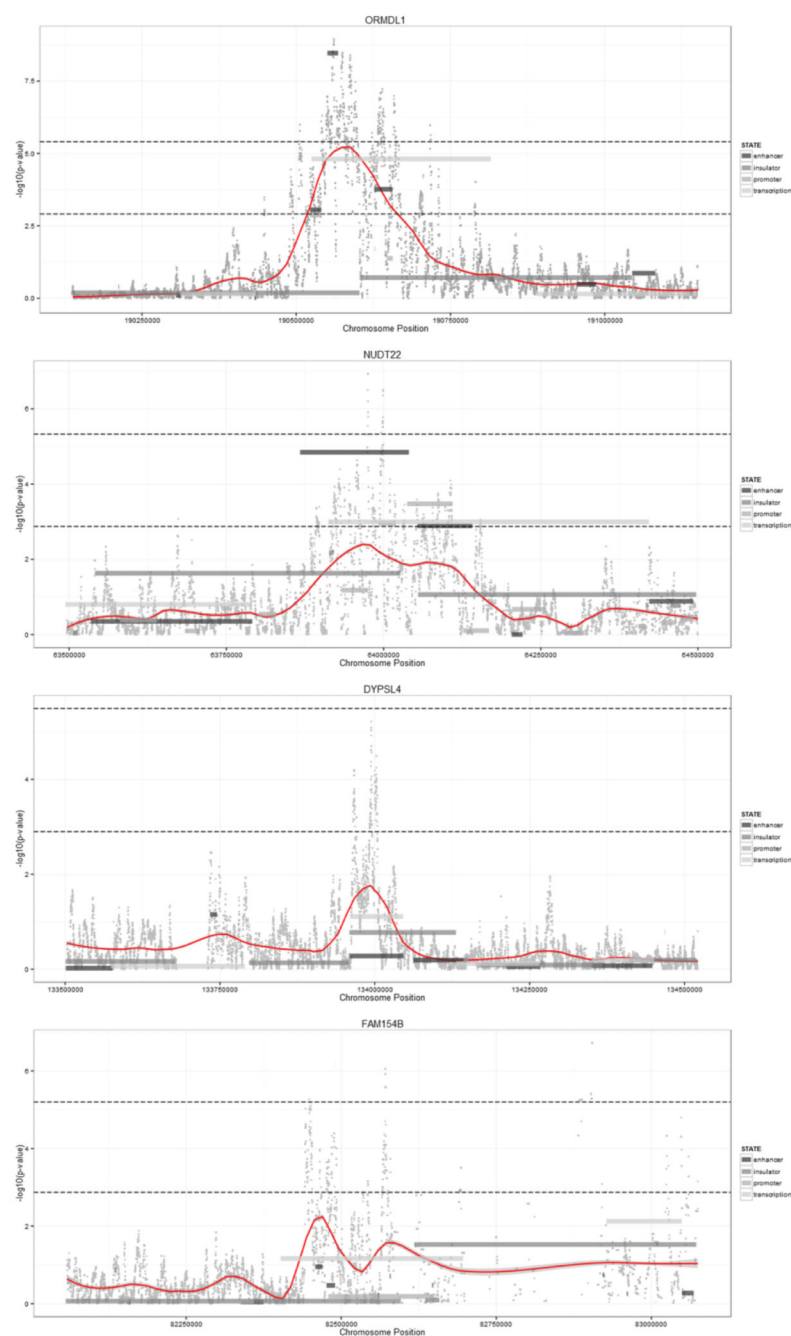 ORMDL1
7.5
5.0
2.5
0.0
-log10(p-value)
190250000 190500000 190750000 191000000
Chromosome Position
STATE
enhancer
insulator
promoter
transcription
NUDT22
6
4
2
0
-log10(p-value)
63500000 63750000 64000000 64250000 64500000
Chromosome Position
STATE
enhancer
insulator
promoter
transcription
DYPSL4
4
2
0
-log10(p-value)
133500000 133750000 134000000 134250000 134500000
Chromosome Position
STATE
enhancer
insulator
promoter
transcription
FAM154B
6
4
2
0
-log10(p-value)
82250000 82500000 82750000 83000000
Chromosome Position
STATE
enhancer
insulator
promoter
transcription